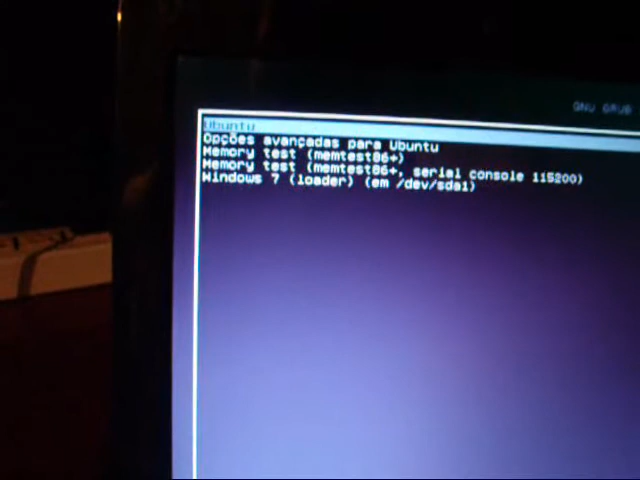 GNU GRUB
Ubuntu
Opções avançadas para Ubuntu
Memory test (memtest86+)
Memory test (memtest86+, serial console 115200)
Windows 7 (loader) (em /dev/sda1)